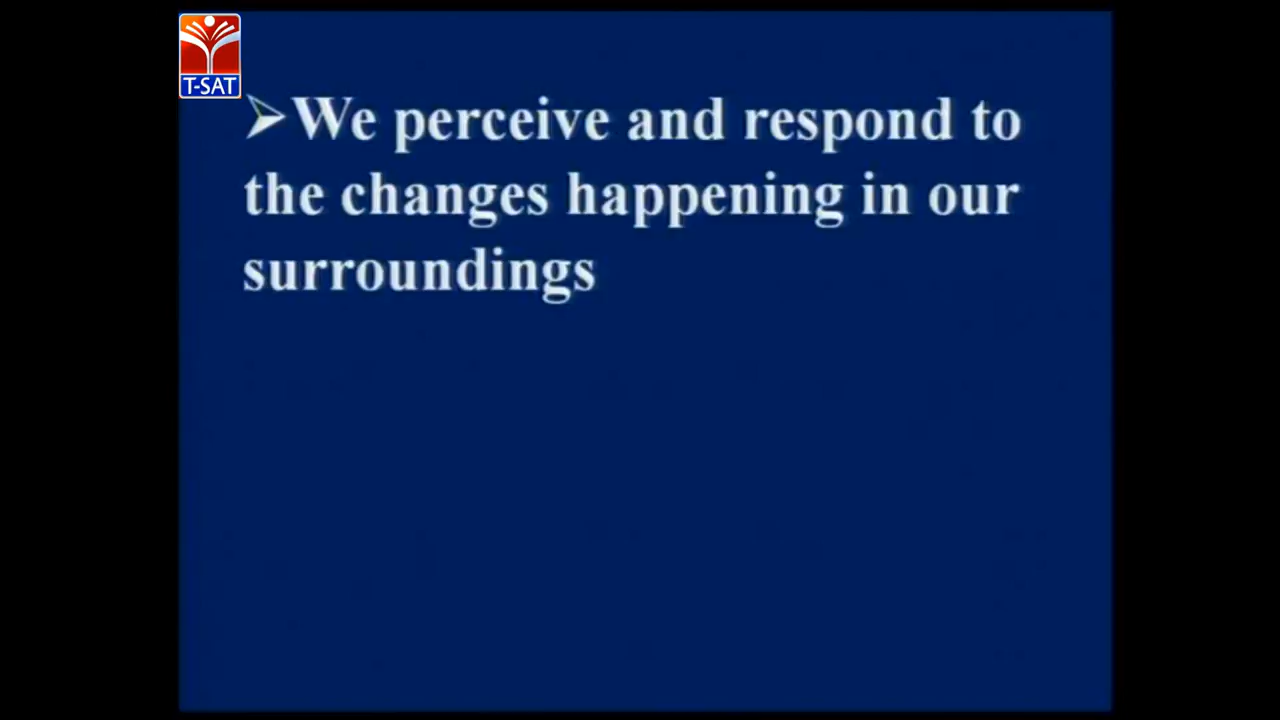 T-SAT
➢We perceive and respond to
the changes happening in our
surroundings